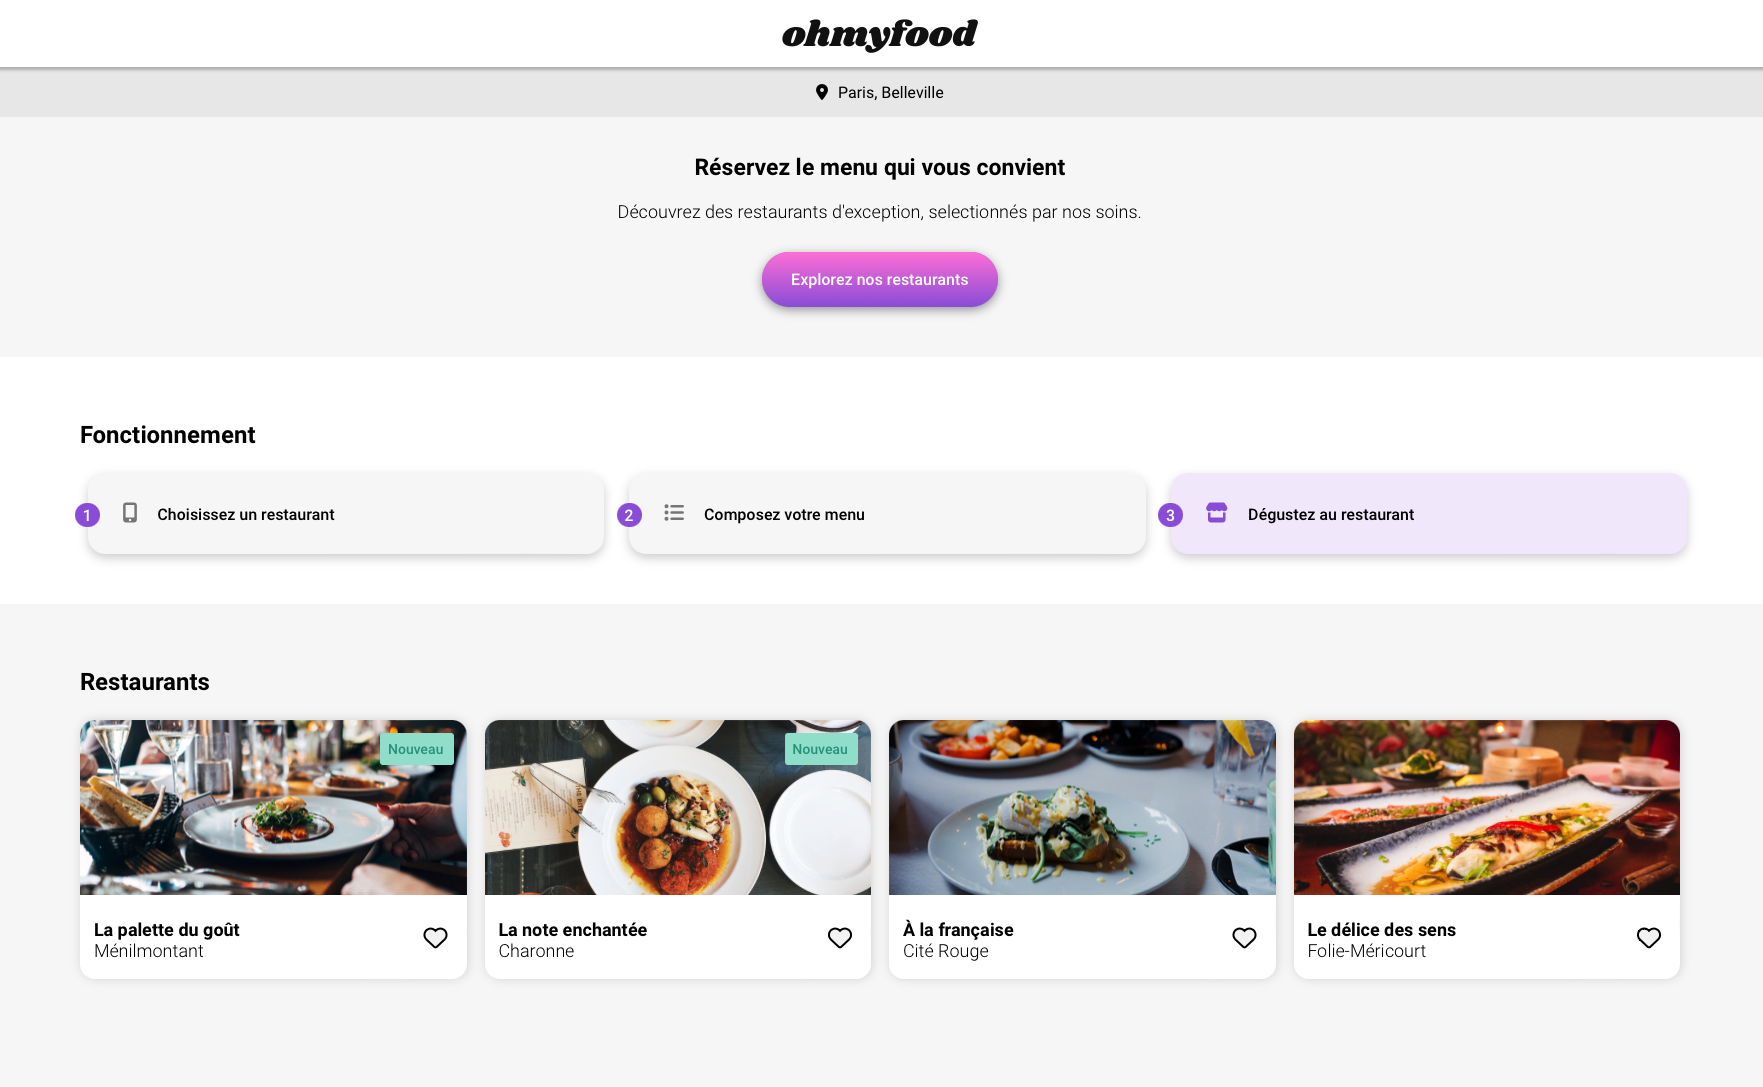 ohmyfood
Paris, Belleville
Réservez le menu qui vous convient
Découvrez des restaurants d'exception, selectionnés par nos soins.
Explorez nos restaurants
Fonctionnement
1 Choisissez un restaurant
2 Composez votre menu
3 Dégustez au restaurant
Restaurants
Nouveau
La palette du goût
Ménilmontant
Nouveau
La note enchantée
Charonne
À la française
Cité Rouge
Le délice des sens
Folie-Méricourt